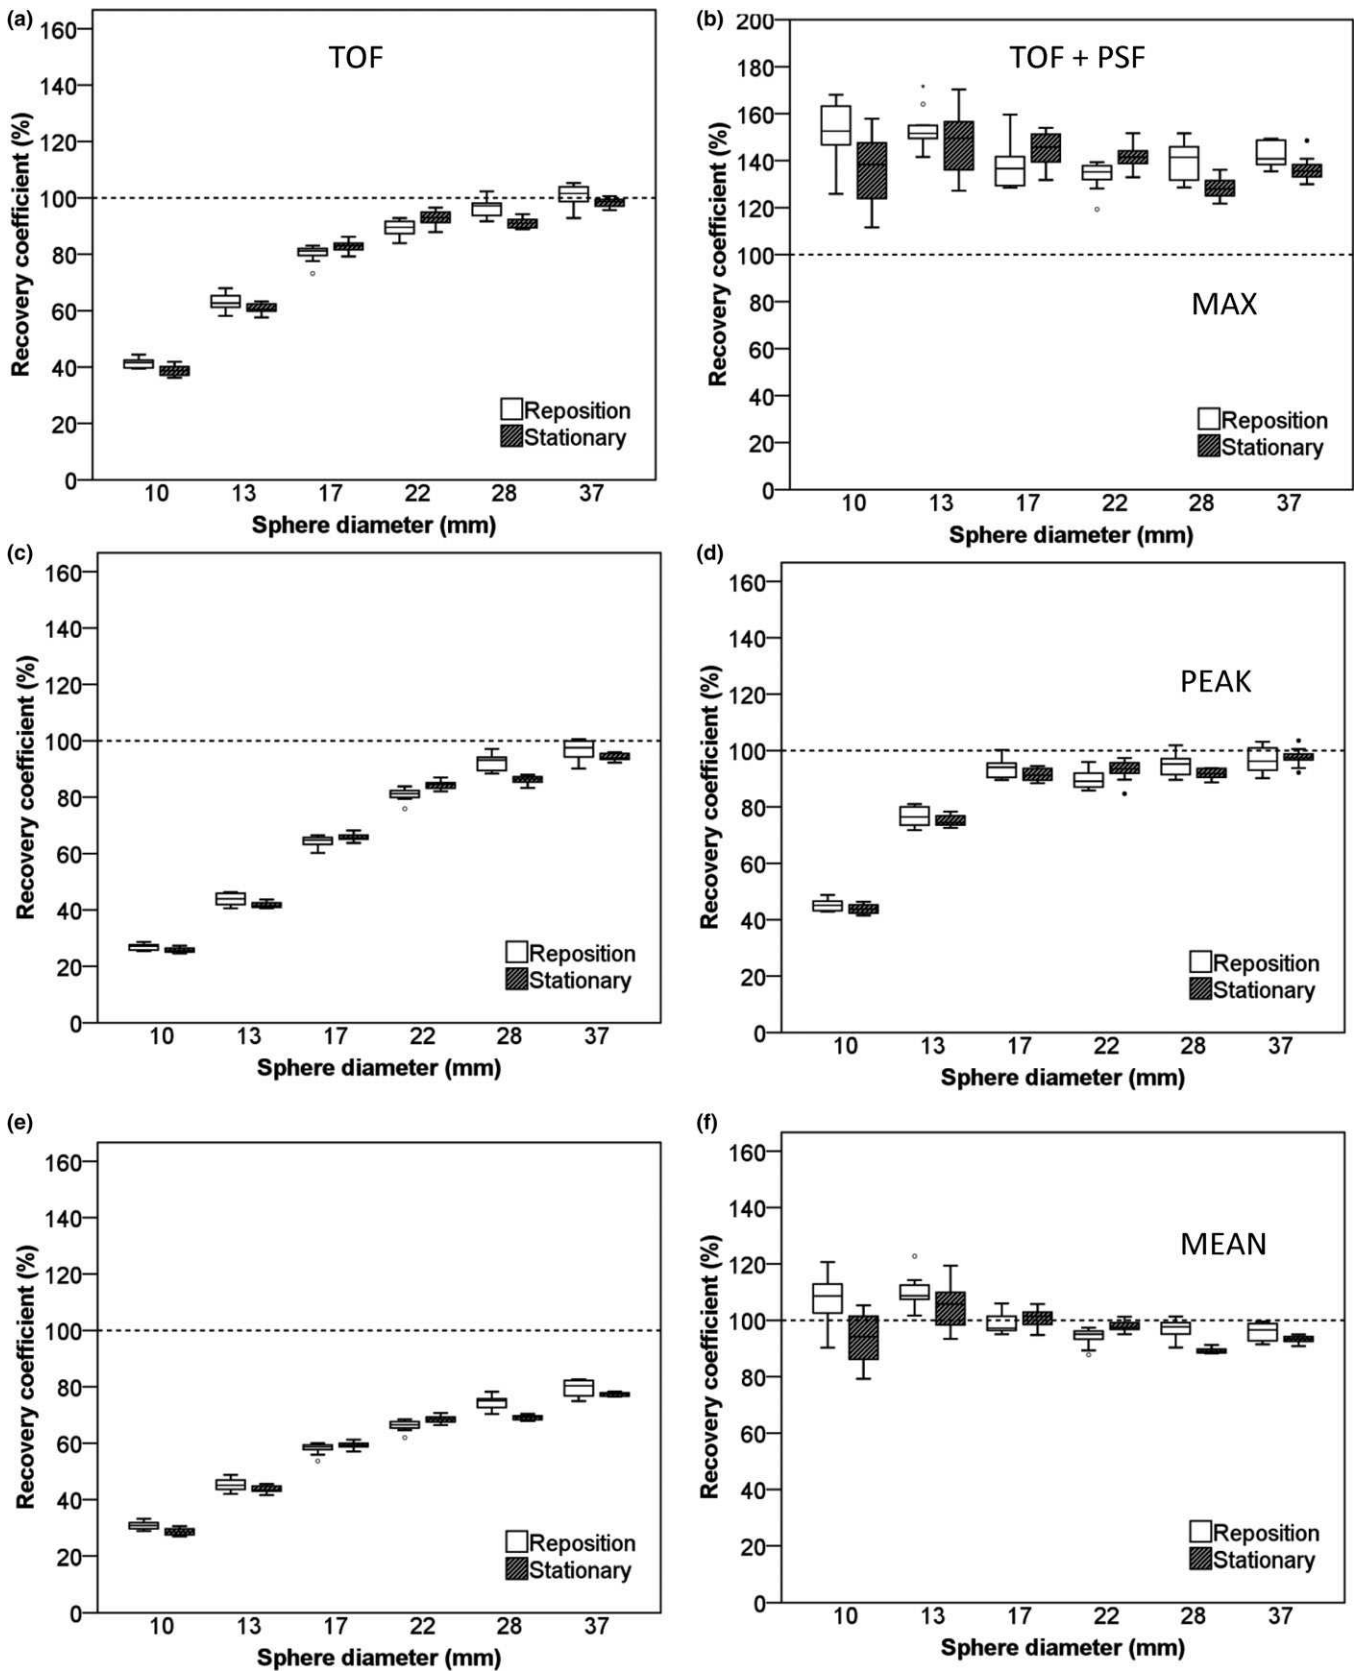 (a)
TOF
Recovery coefficient (%)
160
140
120
100
80
60
40
20
0
Reposition
Stationary
10 13 17 22 28 37
Sphere diameter (mm)
(b)
TOF + PSF
MAX
Recovery coefficient (%)
200
180
160
140
120
100
80
60
40
20
0
Reposition
Stationary
10 13 17 22 28 37
Sphere diameter (mm)
(c)
Recovery coefficient (%)
160
140
120
100
80
60
40
20
0
Reposition
Stationary
10 13 17 22 28 37
Sphere diameter (mm)
(d)
PEAK
Recovery coefficient (%)
160
140
120
100
80
60
40
20
0
Reposition
Stationary
10 13 17 22 28 37
Sphere diameter (mm)
(e)
Recovery coefficient (%)
160
140
120
100
80
60
40
20
0
Reposition
Stationary
10 13 17 22 28 37
Sphere diameter (mm)
(f)
MEAN
Recovery coefficient (%)
160
140
120
100
80
60
40
20
0
Reposition
Stationary
10 13 17 22 28 37
Sphere diameter (mm)